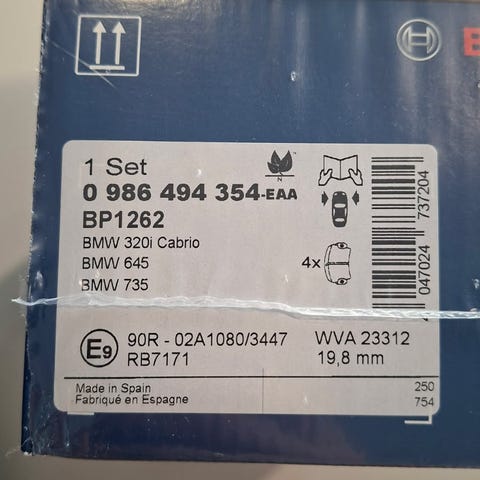 B
1 Set
N
0 986 494 354-EAA
BP1262
BMW 320i Cabrio
BMW 645
BMW 735
4x
4 047024 737204
E9
90R - 02A1080/3447
RB7171
WVA 23312
19,8 mm
Made in Spain
Fabriqué en Espagne
250
754